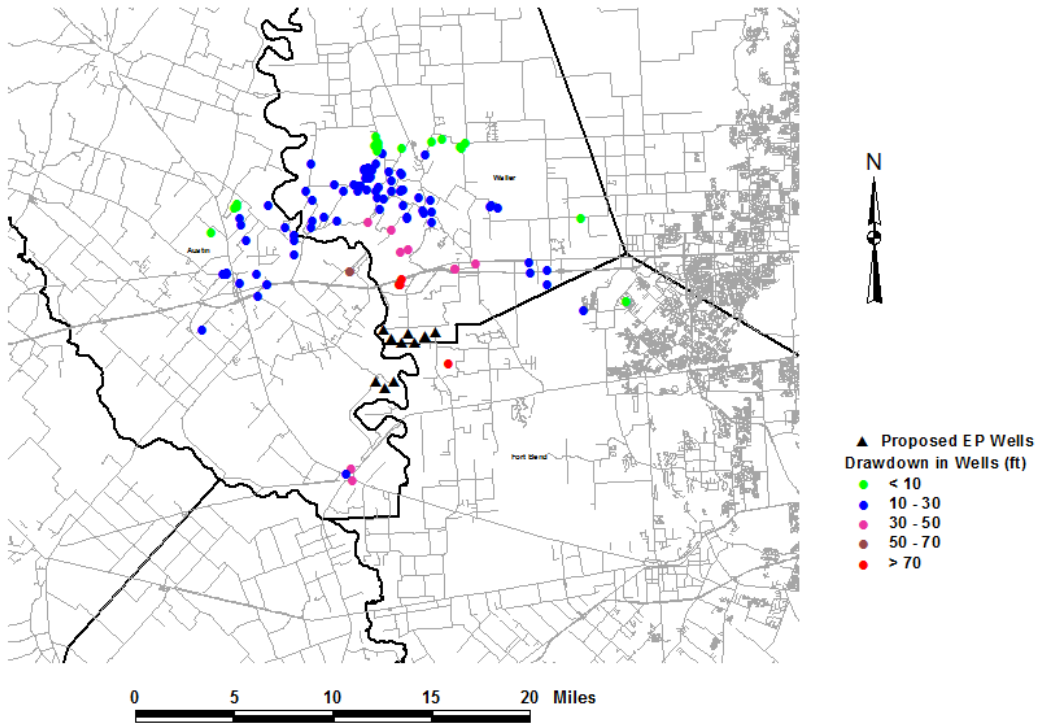 N
Waller
Austin
Fort Bend
Proposed EP Wells
Drawdown in Wells (ft)
< 10
10 - 30
30 - 50
50 - 70
> 70
0 5 10 15 20 Miles